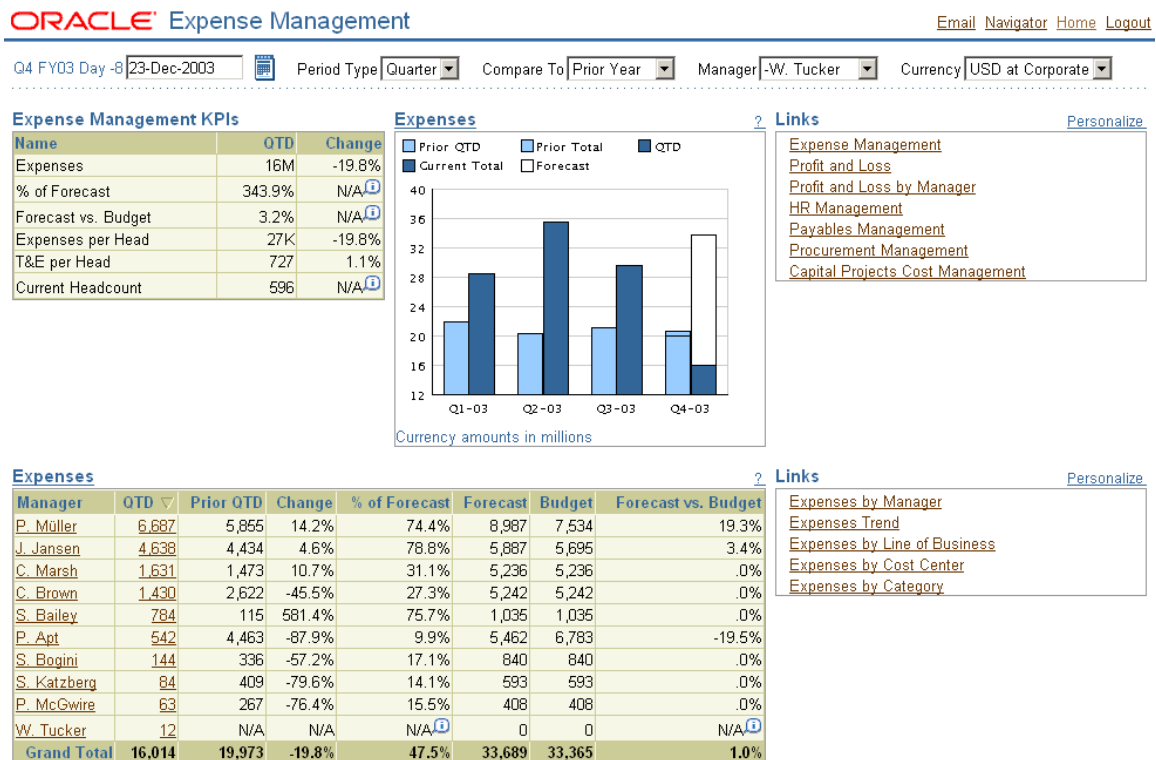 ORACLE Expense Management
Email Navigator Home Logout
Q4 FY03 Day -8 23-Dec-2003 Period Type Quarter Compare To Prior Year Manager -W. Tucker Currency USD at Corporate
Expense Management KPIs
Name QTD Change
Expenses 16M -19.8%
% of Forecast 343.9% N/A
Forecast vs. Budget 3.2% N/A
Expenses per Head 27K -19.8%
T&E per Head 727 1.1%
Current Headcount 596 N/A
Expenses ?
Prior QTD Prior Total QTD
Current Total Forecast
40
36
32
28
24
20
16
12
Q1-03 Q2-03 Q3-03 Q4-03
Currency amounts in millions
Links Personalize
Expense Management
Profit and Loss
Profit and Loss by Manager
HR Management
Payables Management
Procurement Management
Capital Projects Cost Management
Expenses ?
Manager QTD Prior QTD Change % of Forecast Forecast Budget Forecast vs. Budget
P. Müller 6,687 5,855 14.2% 74.4% 8,987 7,534 19.3%
J. Jansen 4,638 4,434 4.6% 78.8% 5,887 5,695 3.4%
C. Marsh 1,631 1,473 10.7% 31.1% 5,236 5,236 .0%
C. Brown 1,430 2,622 -45.5% 27.3% 5,242 5,242 .0%
S. Bailey 784 115 581.4% 75.7% 1,035 1,035 .0%
P. Apt 542 4,463 -87.9% 9.9% 5,462 6,783 -19.5%
S. Bogini 144 336 -57.2% 17.1% 840 840 .0%
S. Katzberg 84 409 -79.6% 14.1% 593 593 .0%
P. McGwire 63 267 -76.4% 15.5% 408 408 .0%
W. Tucker 12 N/A N/A N/A 0 0 N/A
Grand Total 16,014 19,973 -19.8% 47.5% 33,689 33,365 1.0%
Links Personalize
Expenses by Manager
Expenses Trend
Expenses by Line of Business
Expenses by Cost Center
Expenses by Category